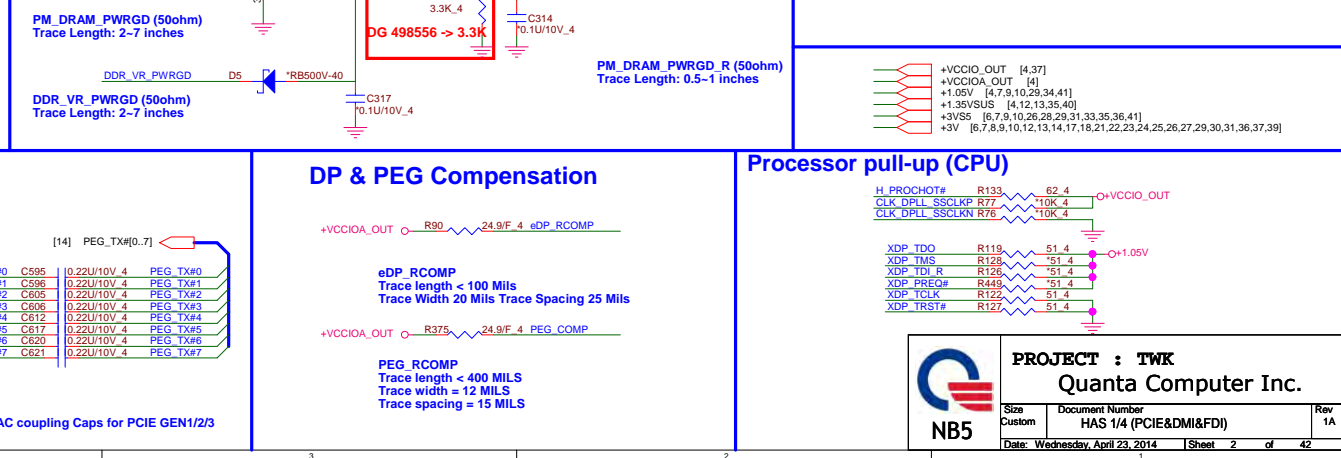 3.3K_4
DG 498556 -> 3.3K
C314
*0.1U/10V_4
PM_DRAM_PWRGD (50ohm)
Trace Length: 2~7 inches
DDR_VR_PWRGD
D5
*RB500V-40
DDR_VR_PWRGD (50ohm)
Trace Length: 2~7 inches
C317
*0.1U/10V_4
PM_DRAM_PWRGD_R (50ohm)
Trace Length: 0.5~1 inches
+VCCIO_OUT [4,37]
+VCCIOA_OUT [4]
+1.05V [4,7,9,10,29,34,41]
+1.35VSUS [4,12,13,35,40]
+3VS5 [6,7,9,10,26,28,29,31,33,35,36,41]
+3V [6,7,8,9,10,12,13,14,17,18,21,22,23,24,25,26,27,29,30,31,36,37,39]
[14] PEG_TX#[0..7]
#0 C595 0.22U/10V_4 PEG_TX#0
#1 C596 0.22U/10V_4 PEG_TX#1
#2 C605 0.22U/10V_4 PEG_TX#2
#3 C606 0.22U/10V_4 PEG_TX#3
#4 C612 0.22U/10V_4 PEG_TX#4
#5 C617 0.22U/10V_4 PEG_TX#5
#6 C620 0.22U/10V_4 PEG_TX#6
#7 C621 0.22U/10V_4 PEG_TX#7
AC coupling Caps for PCIE GEN1/2/3
DP & PEG Compensation
+VCCIOA_OUT R90 24.9/F_4 eDP_RCOMP
eDP_RCOMP
Trace length < 100 Mils
Trace Width 20 Mils Trace Spacing 25 Mils
+VCCIOA_OUT R375 24.9/F_4 PEG_COMP
PEG_RCOMP
Trace length < 400 MILS
Trace width = 12 MILS
Trace spacing = 15 MILS
Processor pull-up (CPU)
H_PROCHOT# R133 62_4 +VCCIO_OUT
CLK_DPLL_SSCLKP R77 *10K_4
CLK_DPLL_SSCLKN R76 *10K_4
XDP_TDO R119 51_4 +1.05V
XDP_TMS R128 *51_4
XDP_TDI_R R126 *51_4
XDP_PREQ# R449 *51_4
XDP_TCLK R122 51_4
XDP_TRST# R127 51_4
NB5
PROJECT : TWK
Quanta Computer Inc.
Size
Custom
Document Number
HAS 1/4 (PCIE&DMI&FDI)
Rev
1A
Date: Wednesday, April 23, 2014
Sheet 2 of 42
3
2
1